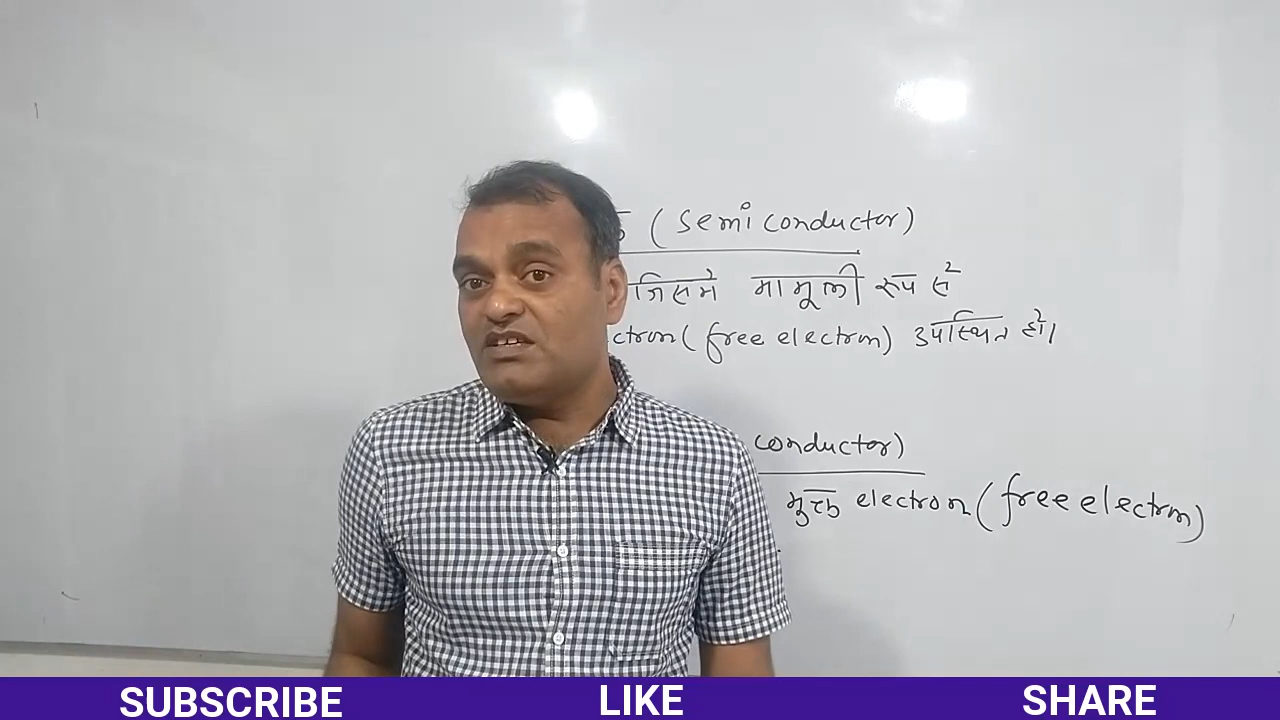 (Semiconductor)
जिसमे मामूली रूप से
ctron (free electron) उपस्थित हो।
conductor)
मुक्त electron (free electron)
SUBSCRIBE LIKE SHARE